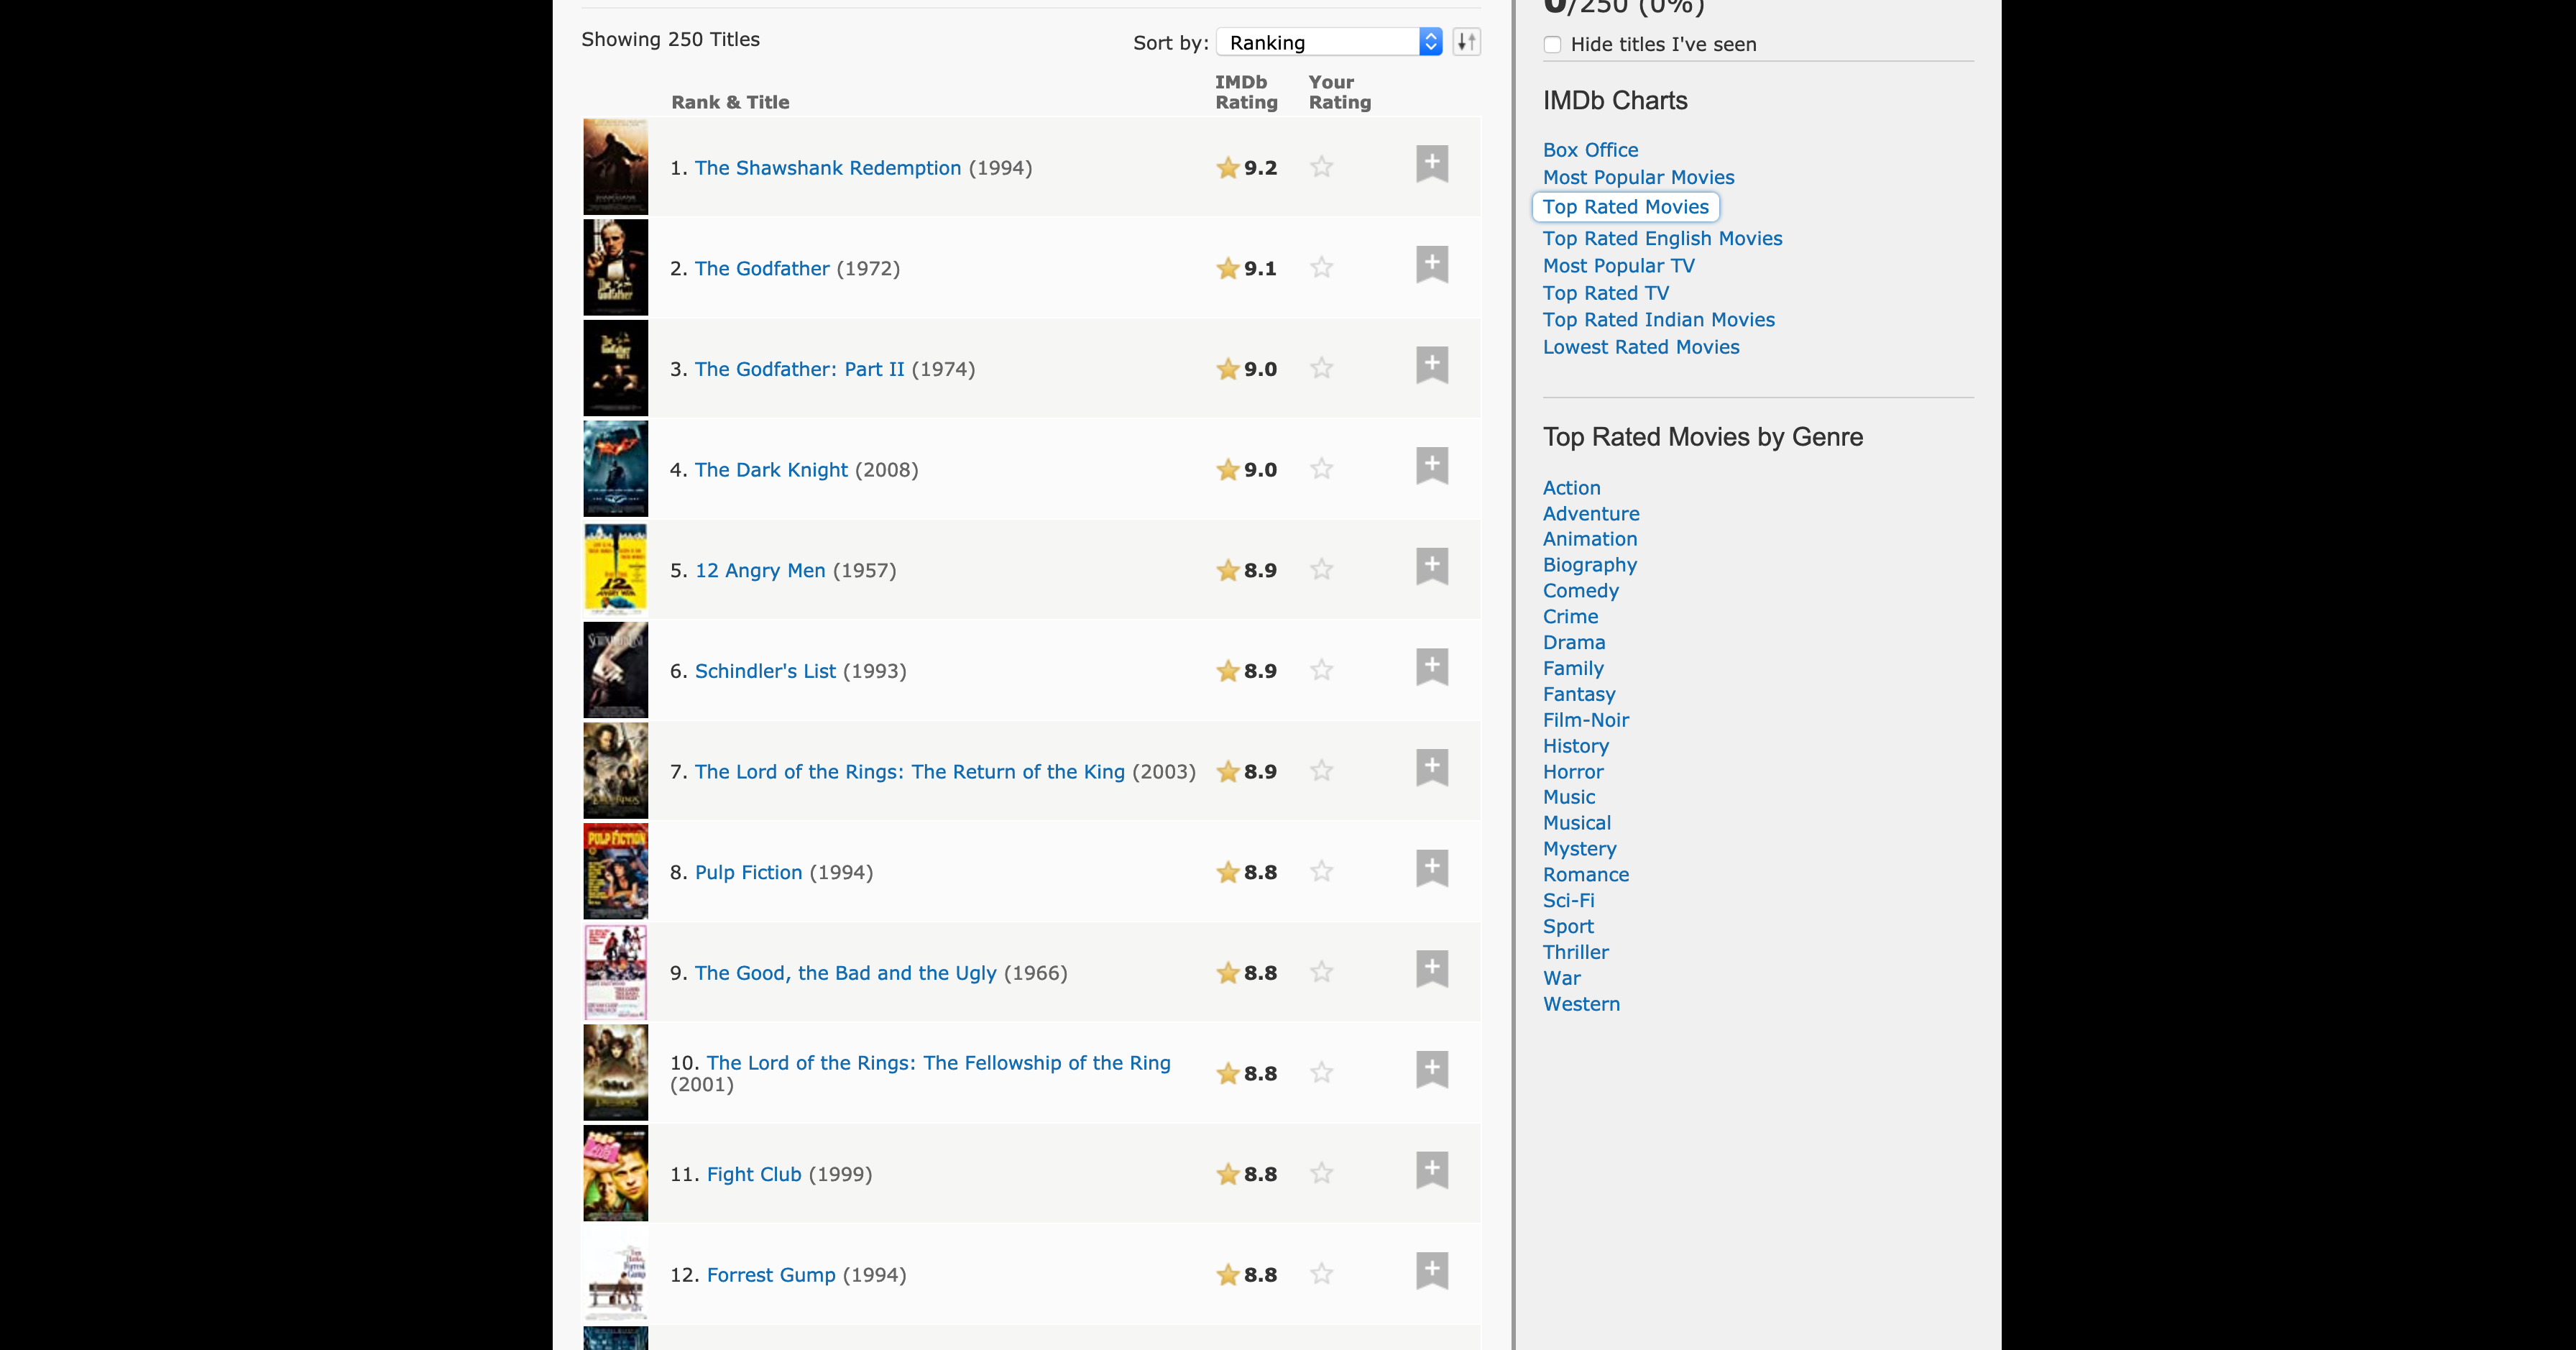 Showing 250 Titles
Sort by: Ranking
Rank & Title
IMDb
Rating
Your
Rating
1. The Shawshank Redemption (1994) 9.2
2. The Godfather (1972) 9.1
The
Godfather
3. The Godfather: Part II (1974) 9.0
4. The Dark Knight (2008) 9.0
5. 12 Angry Men (1957) 8.9
12
6. Schindler's List (1993) 8.9
7. The Lord of the Rings: The Return of the King (2003) 8.9
8. Pulp Fiction (1994) 8.8
PULP FICTION
9. The Good, the Bad and the Ugly (1966) 8.8
10. The Lord of the Rings: The Fellowship of the Ring
(2001) 8.8
11. Fight Club (1999) 8.8
12. Forrest Gump (1994) 8.8
0/250 (0%)
Hide titles I've seen
IMDb Charts
Box Office
Most Popular Movies
Top Rated Movies
Top Rated English Movies
Most Popular TV
Top Rated TV
Top Rated Indian Movies
Lowest Rated Movies
Top Rated Movies by Genre
Action
Adventure
Animation
Biography
Comedy
Crime
Drama
Family
Fantasy
Film-Noir
History
Horror
Music
Musical
Mystery
Romance
Sci-Fi
Sport
Thriller
War
Western